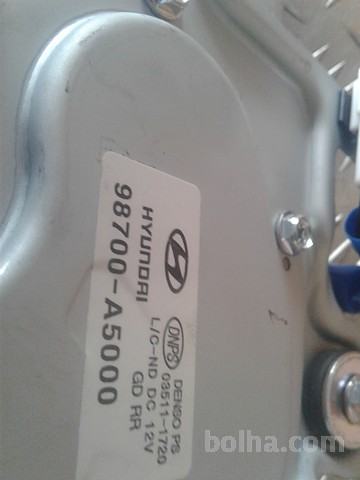 HYUNDAI
98700-A5000
DNPS DENSO PS
03511-1720
L/C-ND DC 12V
GD RR
bolha.com